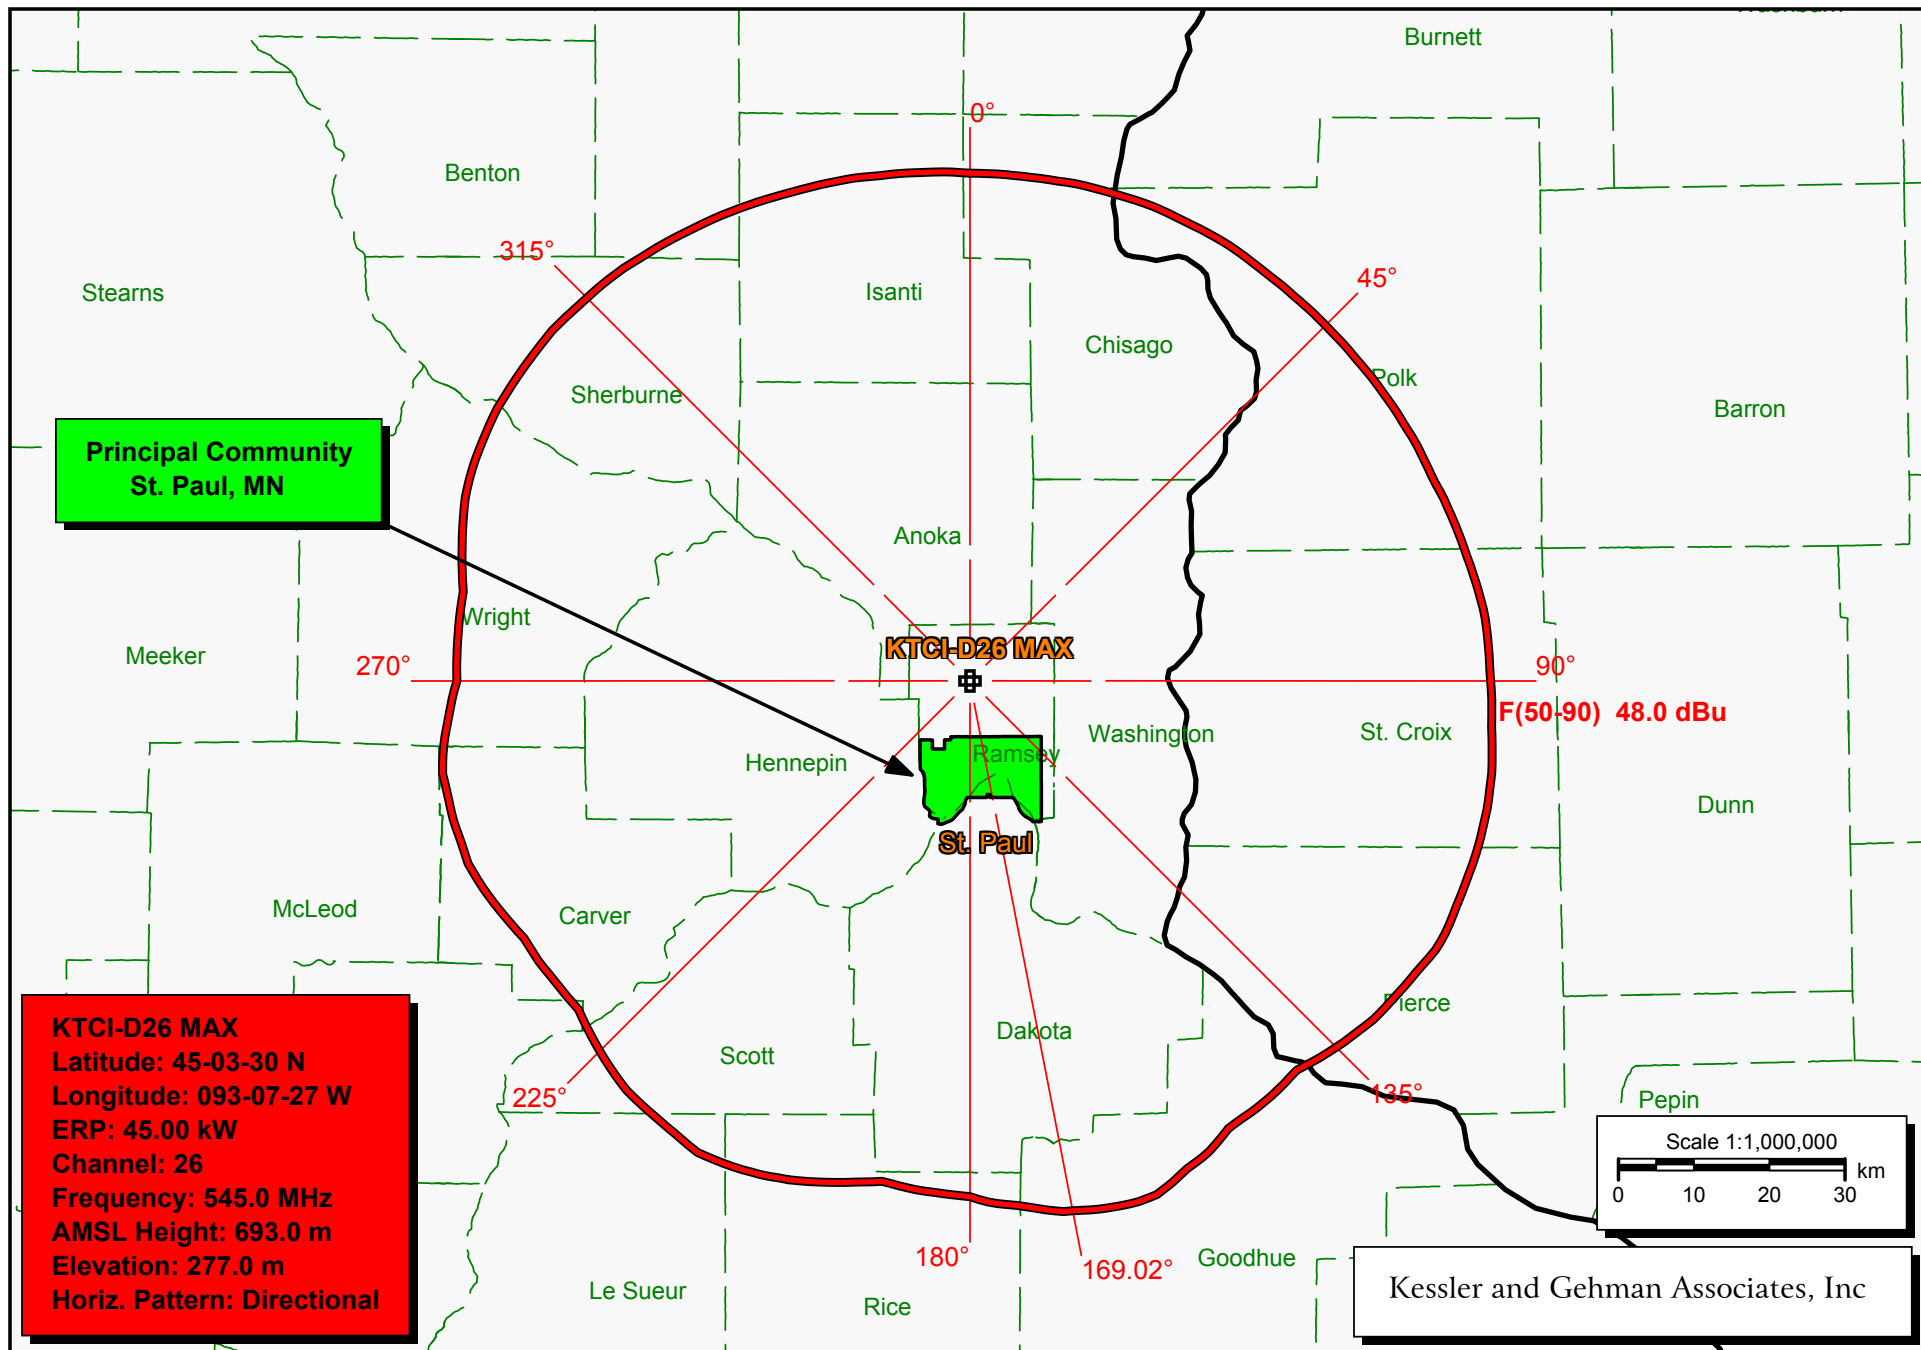 Burnett
0°
Benton
315°
45°
Stearns
Isanti
Chisago
Polk
Sherburne
Barron
Principal Community
St. Paul, MN
Anoka
Wright
KTCI-D26 MAX
Meeker
270°
90°
F(50-90) 48.0 dBu
Washington
St. Croix
Ramsey
Hennepin
Dunn
St. Paul
McLeod
Carver
Pierce
KTCI-D26 MAX
Latitude: 45-03-30 N
Longitude: 093-07-27 W
ERP: 45.00 kW
Channel: 26
Frequency: 545.0 MHz
AMSL Height: 693.0 m
Elevation: 277.0 m
Horiz. Pattern: Directional
Dakota
Scott
225°
135°
Pepin
Scale 1:1,000,000
km
0 10 20 30
180°
169.02°
Goodhue
Le Sueur
Rice
Kessler and Gehman Associates, Inc